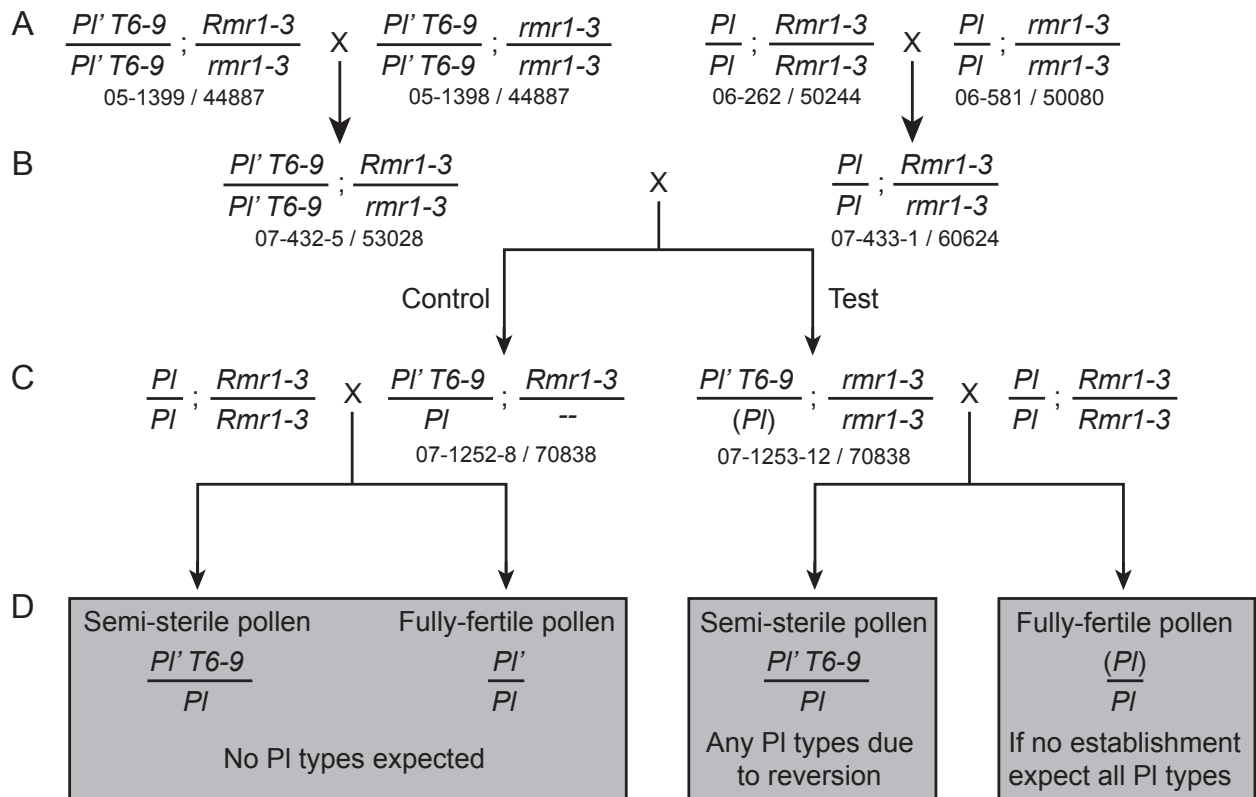 A
Pl' T6-9 ; Rmr1-3 X Pl' T6-9 ; rmr1-3 Pl ; Rmr1-3 X Pl ; rmr1-3
Pl' T6-9 rmr1-3 Pl' T6-9 rmr1-3 Pl Rmr1-3 Pl rmr1-3
05-1399 / 44887 05-1398 / 44887 06-262 / 50244 06-581 / 50080
B
Pl' T6-9 ; Rmr1-3 X Pl ; Rmr1-3
Pl' T6-9 rmr1-3 Pl rmr1-3
07-432-5 / 53028 07-433-1 / 60624
Control Test
C
Pl ; Rmr1-3 X Pl' T6-9 ; Rmr1-3 Pl' T6-9 ; rmr1-3 X Pl ; Rmr1-3
Pl Rmr1-3 Pl -- (Pl) rmr1-3 Pl Rmr1-3
07-1252-8 / 70838 07-1253-12 / 70838
D
Semi-sterile pollen Fully-fertile pollen Semi-sterile pollen Fully-fertile pollen
Pl' T6-9 Pl' Pl' T6-9 (Pl)
Pl Pl Pl Pl
No Pl types expected
Any Pl types due
to reversion
If no establishment
expect all Pl types